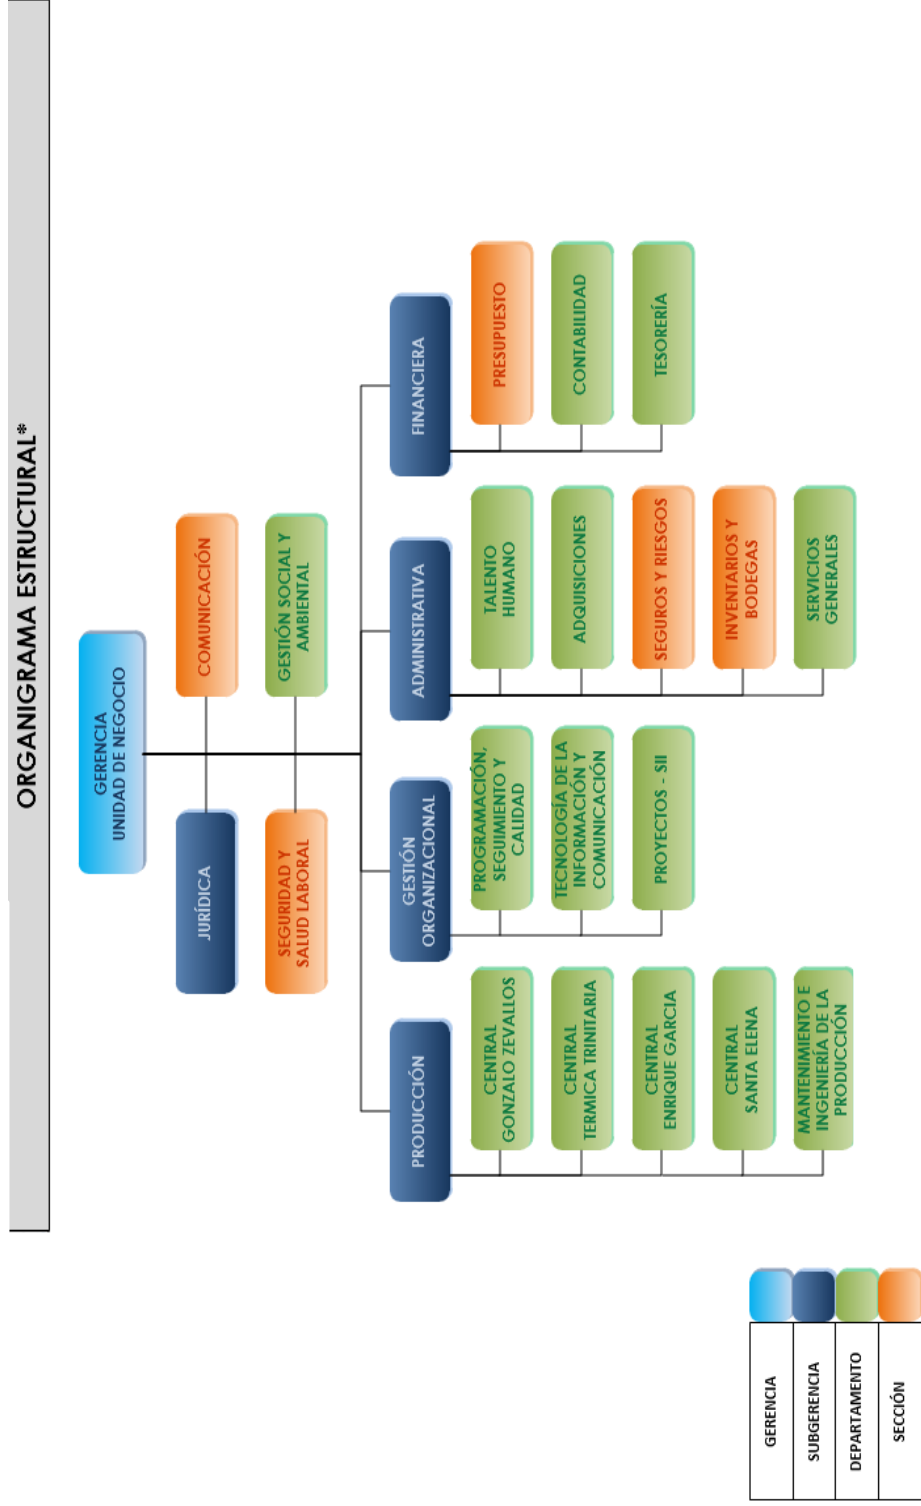 ORGANIGRAMA ESTRUCTURAL*
GERENCIA
UNIDAD DE NEGOCIO
JURÍDICA
COMUNICACIÓN
SEGURIDAD Y
SALUD LABORAL
GESTIÓN SOCIAL Y
AMBIENTAL
PRODUCCIÓN
CENTRAL
GONZALO ZEVALLOS
CENTRAL
TERMICA TRINITARIA
CENTRAL
ENRIQUE GARCIA
CENTRAL
SANTA ELENA
MANTENIMIENTO E
INGENIERÍA DE LA
PRODUCCIÓN
GESTIÓN
ORGANIZACIONAL
PROGRAMACIÓN,
SEGUMIENTO Y
CALIDAD
TECNOLOGÍA DE LA
INFORMACIÓN Y
COMUNICACIÓN
PROYECTOS - SII
ADMINISTRATIVA
TALENTO
HUMANO
ADQUISICIONES
SEGUROS Y RIESGOS
INVENTARIOS Y
BODEGAS
SERVICIOS
GENERALES
FINANCIERA
PRESUPUESTO
CONTABILIDAD
TESORERÍA
GERENCIA
SUBGERENCIA
DEPARTAMENTO
SECCIÓN